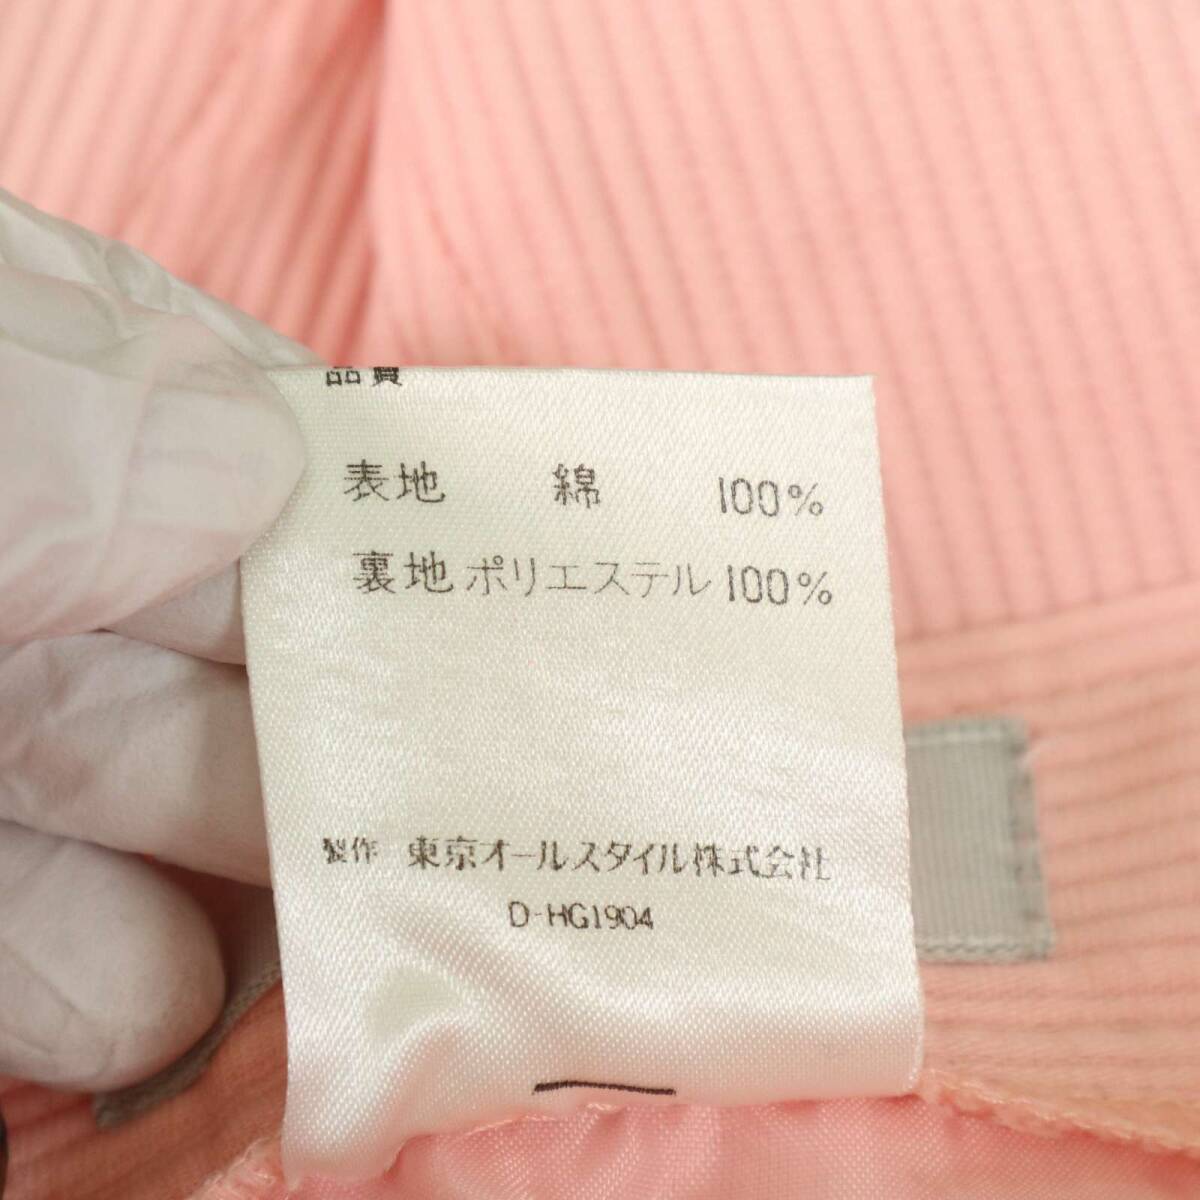 品質
表地 綿 100%
裏地 ポリエステル 100%
製作 東京オールスタイル株式会社
D-HG1904